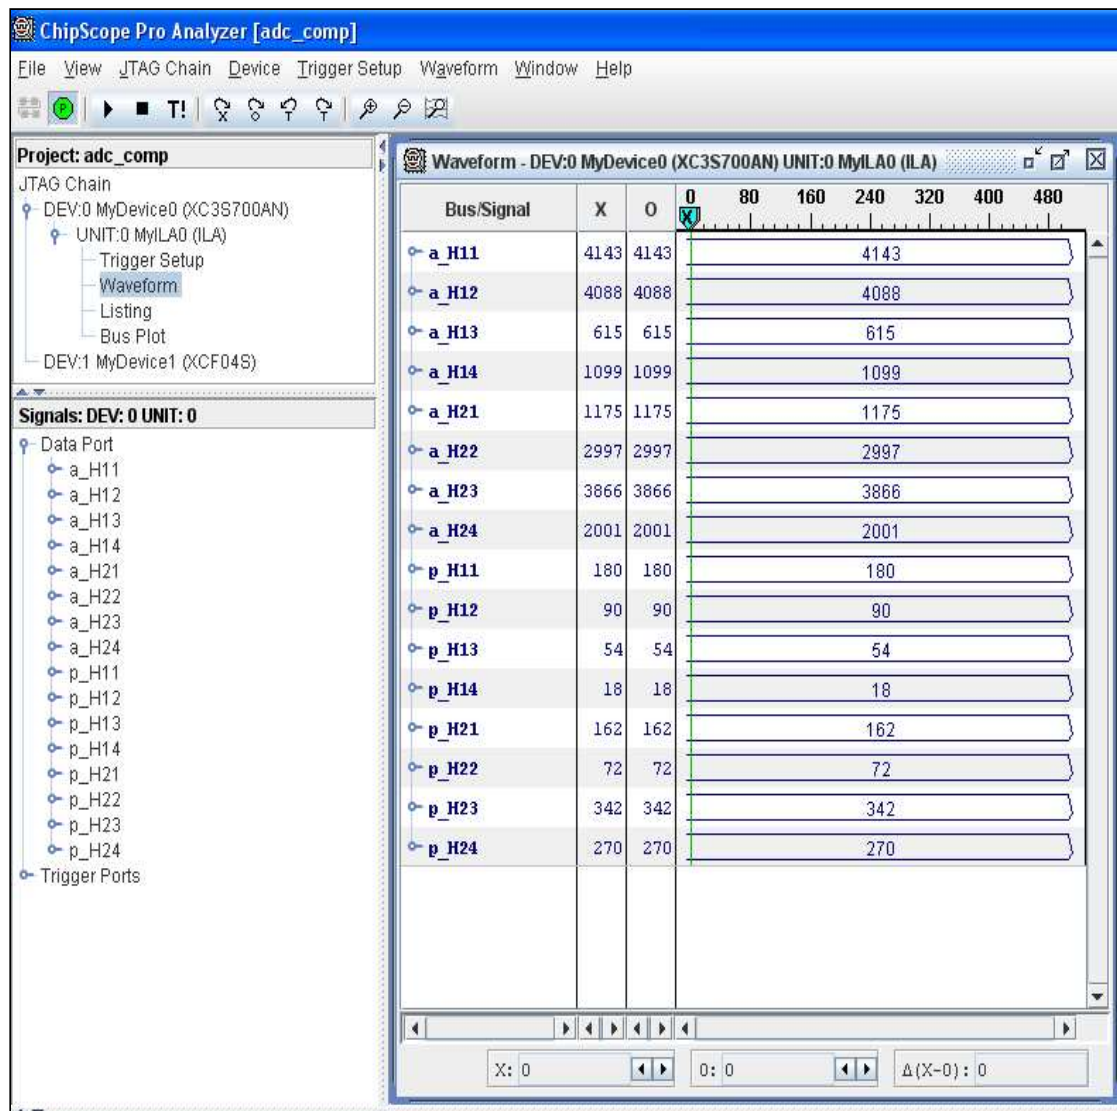 ChipScope Pro Analyzer [adc_comp]
File View JTAG Chain Device Trigger Setup Waveform Window Help
P T! X O T T
Project: adc_comp
JTAG Chain
DEV:0 MyDevice0 (XC3S700AN)
UNIT:0 MyILA0 (ILA)
Trigger Setup
Waveform
Listing
Bus Plot
DEV:1 MyDevice1 (XCF04S)
Signals: DEV: 0 UNIT: 0
Data Port
a_H11
a_H12
a_H13
a_H14
a_H21
a_H22
a_H23
a_H24
p_H11
p_H12
p_H13
p_H14
p_H21
p_H22
p_H23
p_H24
Trigger Ports
Waveform - DEV:0 MyDevice0 (XC3S700AN) UNIT:0 MyILA0 (ILA)
Bus/Signal X O 0 80 160 240 320 400 480
X
a_H11 4143 4143 4143
a_H12 4088 4088 4088
a_H13 615 615 615
a_H14 1099 1099 1099
a_H21 1175 1175 1175
a_H22 2997 2997 2997
a_H23 3866 3866 3866
a_H24 2001 2001 2001
p_H11 180 180 180
p_H12 90 90 90
p_H13 54 54 54
p_H14 18 18 18
p_H21 162 162 162
p_H22 72 72 72
p_H23 342 342 342
p_H24 270 270 270
X: 0 O: 0 Δ(X-O): 0